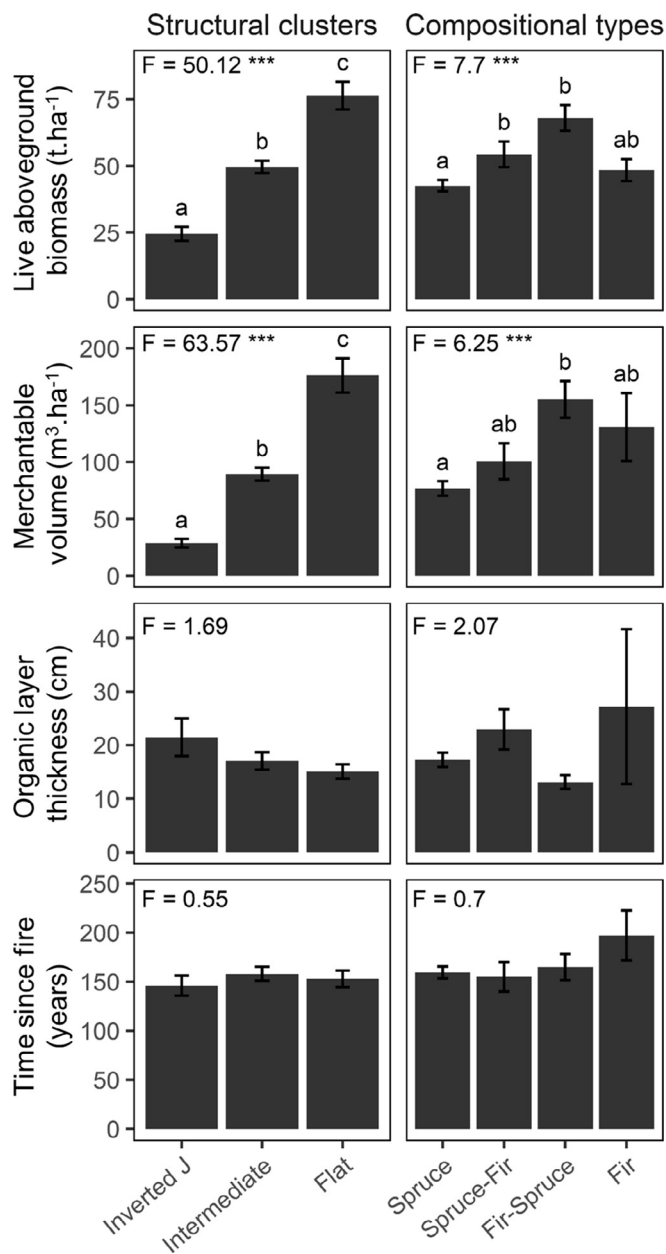 Structural clusters Compositional types
Live aboveground
biomass (t.ha⁻¹)
F = 50.12 ***
F = 7.7 ***
75
50
25
0
a
b
c
a
b
b
ab
Merchantable
volume (m³.ha⁻¹)
F = 63.57 ***
F = 6.25 ***
200
150
100
50
0
a
b
c
a
ab
b
ab
Organic layer
thickness (cm)
F = 1.69
F = 2.07
40
30
20
10
0
Time since fire
(years)
F = 0.55
F = 0.7
250
200
150
100
50
0
Inverted J
Intermediate
Flat
Spruce
Spruce-Fir
Fir-Spruce
Fir